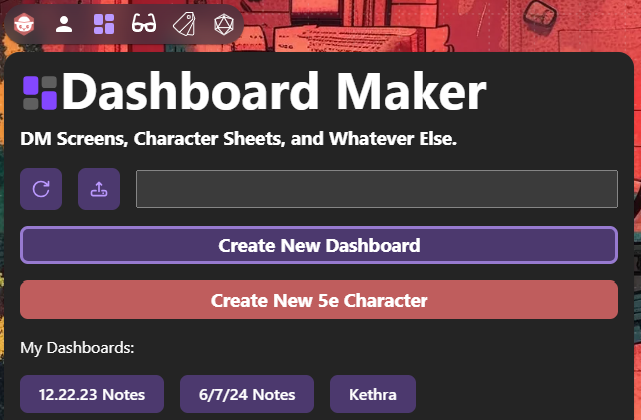 Dashboard Maker
DM Screens, Character Sheets, and Whatever Else.
Create New Dashboard
Create New 5e Character
My Dashboards:
12.22.23 Notes 6/7/24 Notes Kethra